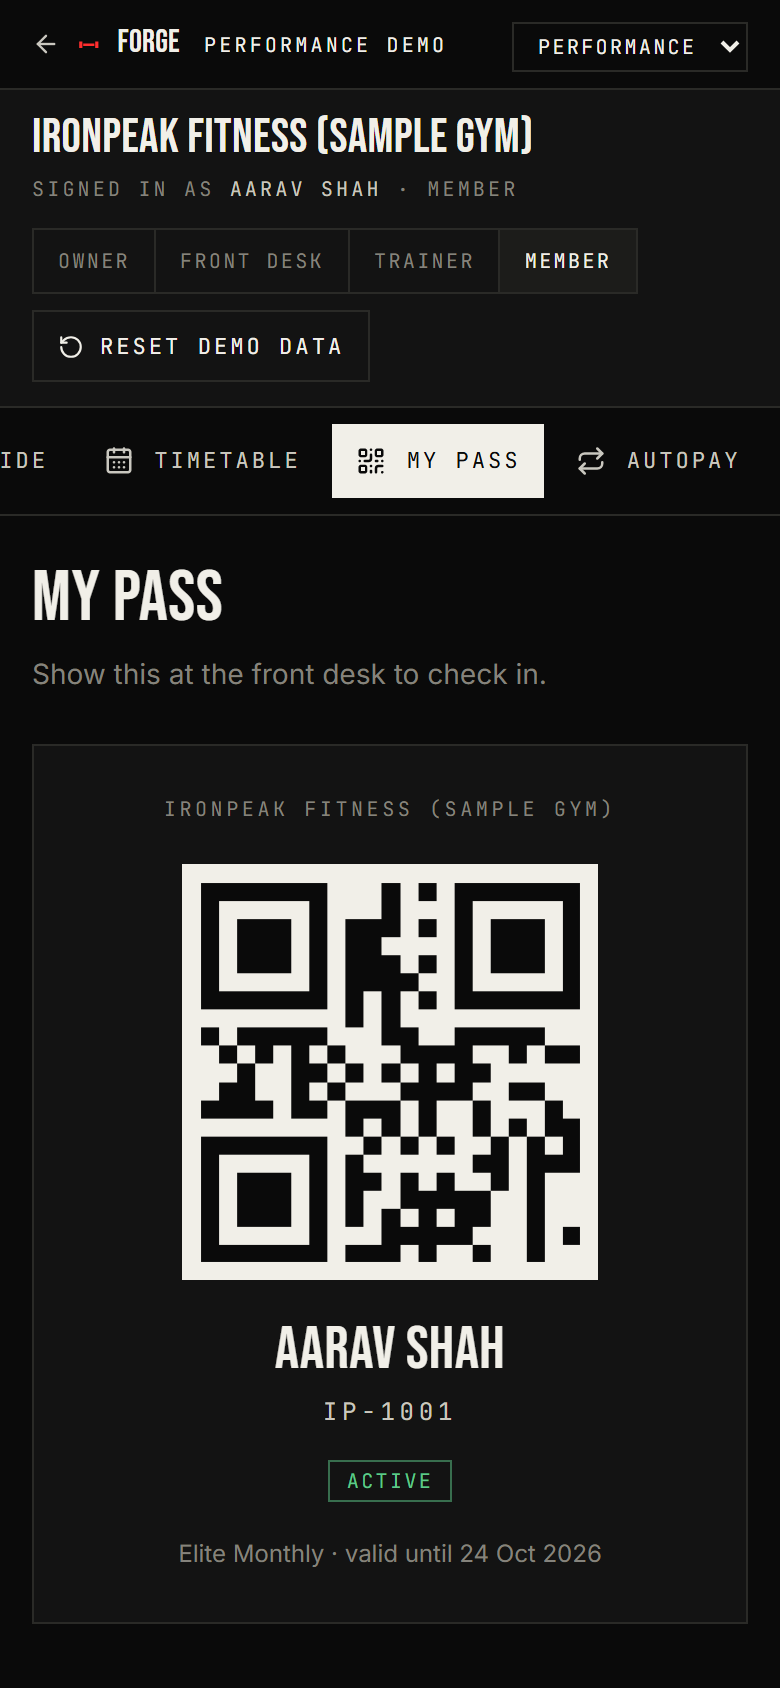 FORGE PERFORMANCE DEMO PERFORMANCE
IRONPEAK FITNESS (SAMPLE GYM)
SIGNED IN AS AARAV SHAH · MEMBER
OWNER FRONT DESK TRAINER MEMBER
RESET DEMO DATA
IDE TIMETABLE MY PASS AUTOPAY
MY PASS
Show this at the front desk to check in.
IRONPEAK FITNESS (SAMPLE GYM)
AARAV SHAH
IP-1001
ACTIVE
Elite Monthly · valid until 24 Oct 2026